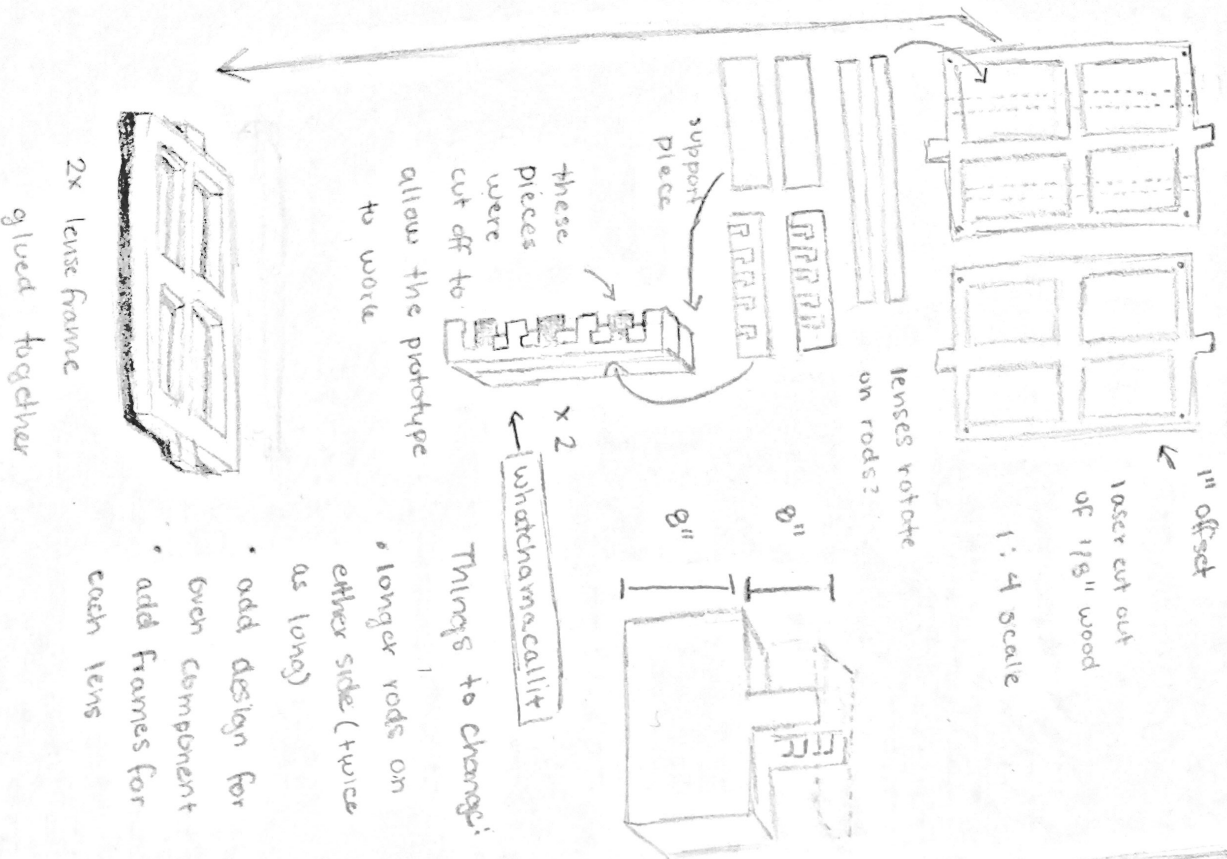 1" offset
laser cut out
of 1/8" wood
1:4 scale
lenses rotate
on rods?
support
piece
these
pieces
were
cut off to
allow the prototype
to work
x 2
whatchamacallit
8"
8"
Things to change:
• longer rods on
either side (twice
as long)
• add design for
oven component
• add frames for
each lens
2x lense frame
glued together